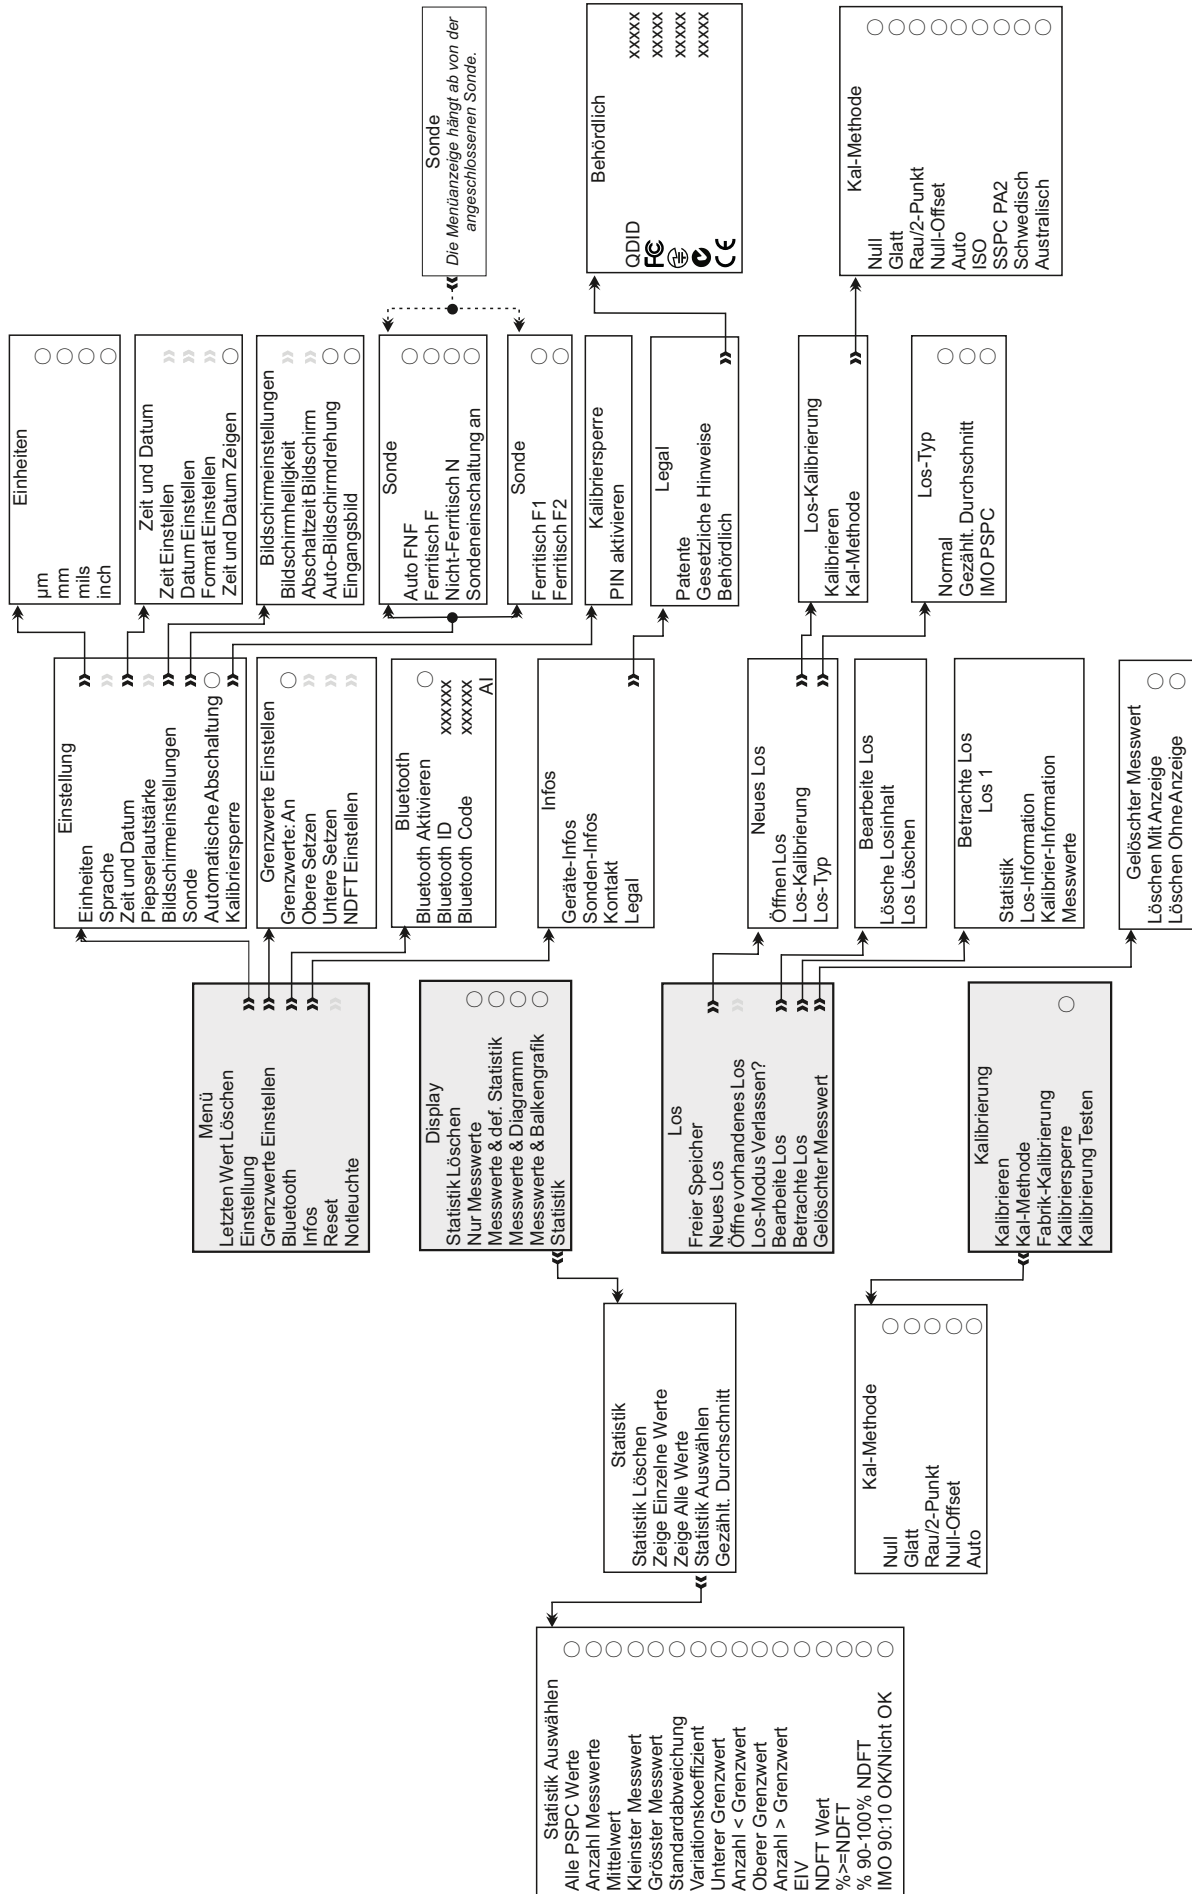 Statistik Auswählen
Alle PSPC Werte
Anzahl Messwerte
Mittelwert
Kleinster Messwert
Grösster Messwert
Standardabweichung
Variationskoeffizient
Unterer Grenzwert
Anzahl < Grenzwert
Oberer Grenzwert
Anzahl > Grenzwert
EIV
NDFT Wert
%>=NDFT
% 90-100% NDFT
IMO 90:10 OK/Nicht OK
Statistik
Statistik Löschen
Zeige Einzelne Werte
Zeige Alle Werte
Statistik Auswählen
Gezählt. Durchschnitt
Kal-Methode
Null
Glatt
Rau/2-Punkt
Null-Offset
Auto
Menü
Letzten Wert Löschen
Einstellung
Grenzwerte Einstellen
Bluetooth
Infos
Reset
Notleuchte
Display
Statistik Löschen
Nur Messwerte
Messwerte & def. Statistik
Messwerte & Diagramm
Messwerte & Balkengrafik
Statistik
Los
Freier Speicher
Neues Los
Öffne vorhandenes Los
Los-Modus Verlassen?
Bearbeite Los
Betrachte Los
Gelöschter Messwert
Kalibrierung
Kalibrieren
Kal-Methode
Fabrik-Kalibrierung
Kalibriersperre
Kalibrierung Testen
Einstellung
Einheiten
Sprache
Zeit und Datum
Piepserlautstärke
Bildschirmeinstellungen
Sonde
Automatische Abschaltung
Kalibriersperre
Grenzwerte Einstellen
Grenzwerte: An
Obere Setzen
Untere Setzen
NDFT Einstellen
Bluetooth
Bluetooth Aktivieren
Bluetooth ID xxxxxx
Bluetooth Code xxxxxx
AI
Infos
Geräte-Infos
Sonden-Infos
Kontakt
Legal
Neues Los
Öffnen Los
Los-Kalibrierung
Los-Typ
Bearbeite Los
Lösche Losinhalt
Los Löschen
Betrachte Los
Los 1
Statistik
Los-Information
Kalibrier-Information
Messwerte
Gelöschter Messwert
Löschen Mit Anzeige
Löschen Ohne Anzeige
Einheiten
µm
mm
mils
inch
Zeit und Datum
Zeit Einstellen
Datum Einstellen
Format Einstellen
Zeit und Datum Zeigen
Bildschirmeinstellungen
Bildschirmhelligkeit
Abschaltzeit Bildschirm
Auto-Bildschirmdrehung
Eingangsbild
Sonde
Auto FNF
Ferritisch F
Nicht-Ferritisch N
Sondeneinschaltung an
Sonde
Ferritisch F1
Ferritisch F2
Kalibriersperre
PIN aktivieren
Legal
Patente
Gesetzliche Hinweise
Behördlich
Los-Kalibrierung
Kalibrieren
Kal-Methode
Los-Typ
Normal
Gezählt. Durchschnitt
IMO PSPC
Sonde
Die Menüanzeige hängt ab von der
angeschlossenen Sonde.
Behördlich
QDID xxxxx
FC xxxxx
xxxxx
CE xxxxx
Kal-Methode
Null
Glatt
Rau/2-Punkt
Null-Offset
Auto
ISO
SSPC PA2
Schwedisch
Australisch